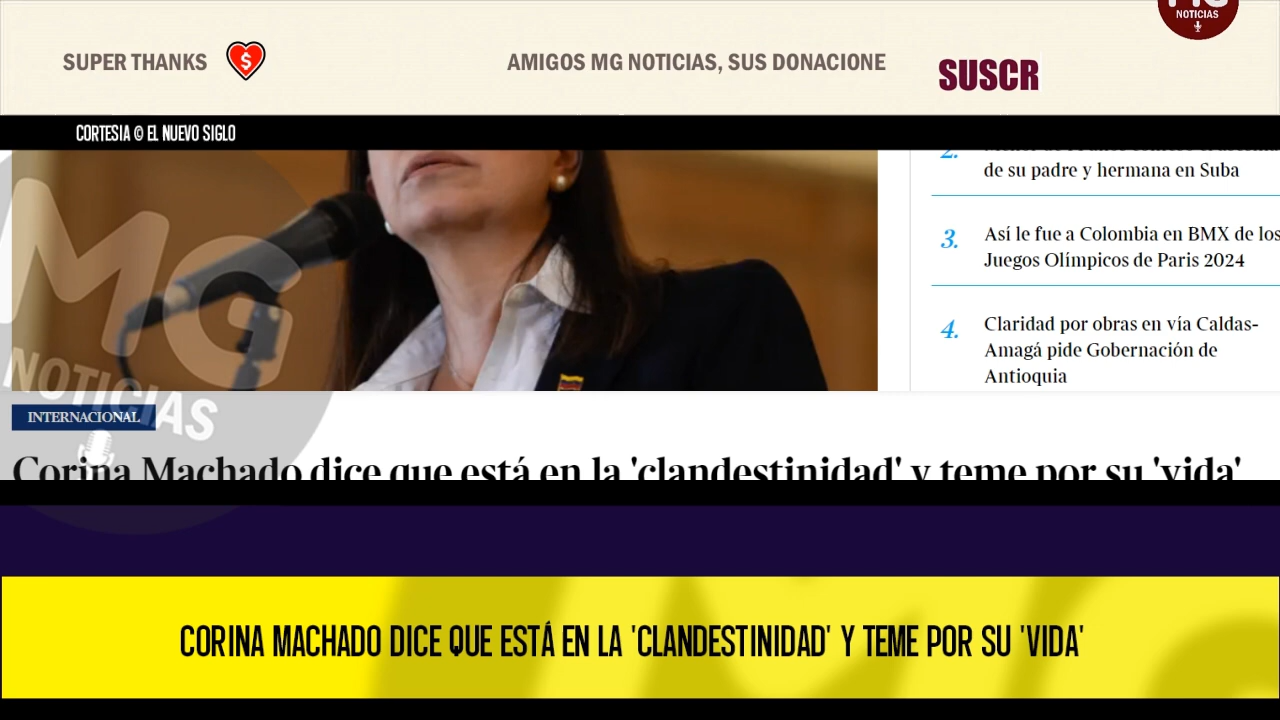 NOTICIAS
SUPER THANKS
AMIGOS MG NOTICIAS, SUS DONACIONE
SUSCR
CORTESIA © EL NUEVO SIGLO
2.
de su padre y hermana en Suba
3. Así le fue a Colombia en BMX de los
Juegos Olímpicos de Paris 2024
4. Claridad por obras en vía Caldas-
Amagá pide Gobernación de
Antioquia
MG
NOTICIAS
INTERNACIONAL
Corina Machado dice que está en la 'clandestinidad' y teme por su 'vida'
CORINA MACHADO DICE QUE ESTÁ EN LA 'CLANDESTINIDAD' Y TEME POR SU 'VIDA'